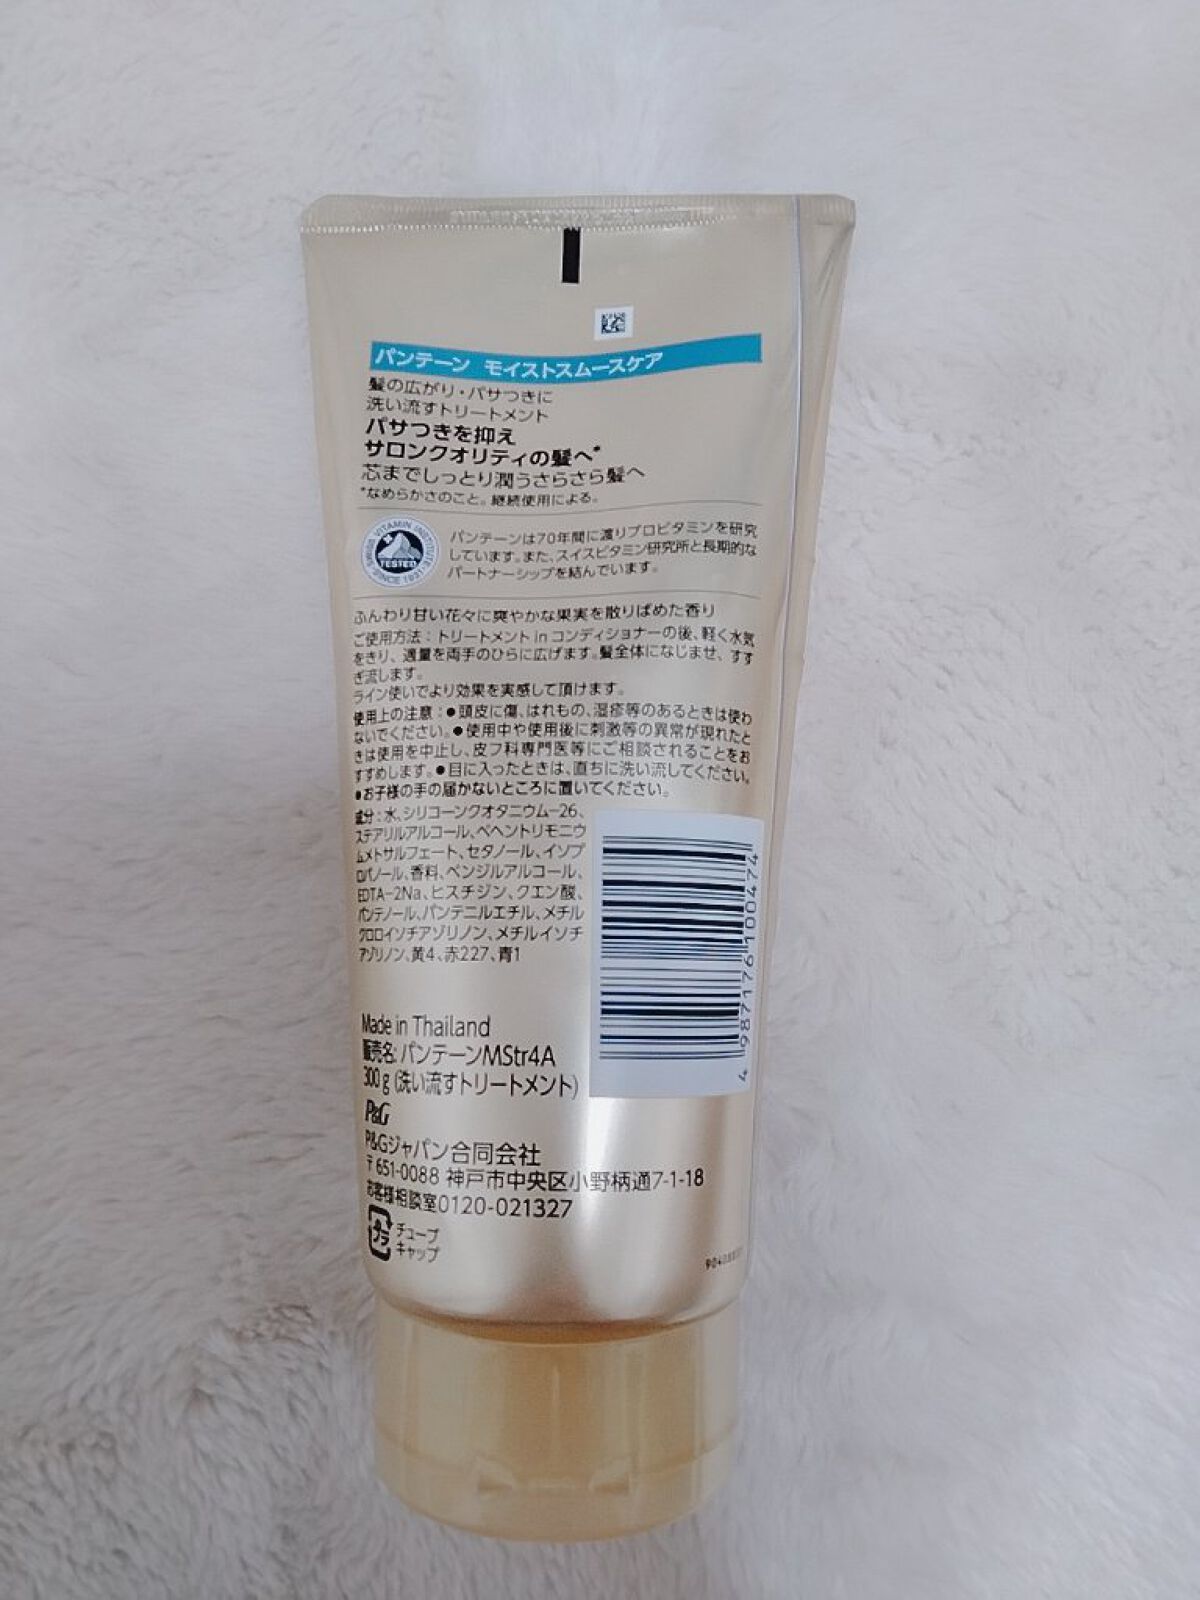 パンテーン モイストスムースケア
髪の広がり・パサつきに
洗い流すトリートメント
パサつきを抑え
サロンクオリティの髪へ*
芯までしっとり潤うさらさら髪へ
*なめらかさのこと。継続使用による。
SWISS VITAMIN INSTITUTE
TESTED
SINCE 1931
パンテーンは70年間に渡りプロビタミンを研究
しています。また、スイスビタミン研究所と長期的な
パートナーシップを結んでいます。
ふんわり甘い花々に爽やかな果実を散りばめた香り
ご使用方法：トリートメント in コンディショナーの後、軽く水気
をきり、適量を両手のひらに広げます。髪全体になじませ、すす
ぎ流します。
ライン使いでより効果を実感して頂けます。
使用上の注意：●頭皮に傷、はれもの、湿疹等のあるときは使わ
ないでください。●使用中や使用後に刺激等の異常が現れたと
きは使用を中止し、皮フ科専門医等にご相談されることをお
すすめします。●目に入ったときは、直ちに洗い流してください。
●お子様の手の届かないところに置いてください。
成分：水、シリコーンクオタニウム-26、
ステアリルアルコール、ベヘントリモニウ
ムメトサルフェート、セタノール、イソプ
ロパノール、香料、ベンジルアルコール、
EDTA-2Na、ヒスチジン、クエン酸、
パンテノール、パンテニルエチル、メチル
クロロイソチアゾリノン、メチルイソチ
アゾリノン、黄4、赤227、青1
4987176100474
Made in Thailand
販売名: パンテーンMStr4A
300 g (洗い流すトリートメント)
P&G
P&Gジャパン合同会社
〒651-0088 神戸市中央区小野柄通7-1-18
お客様相談室0120-021327
プラ
チューブ
キャップ